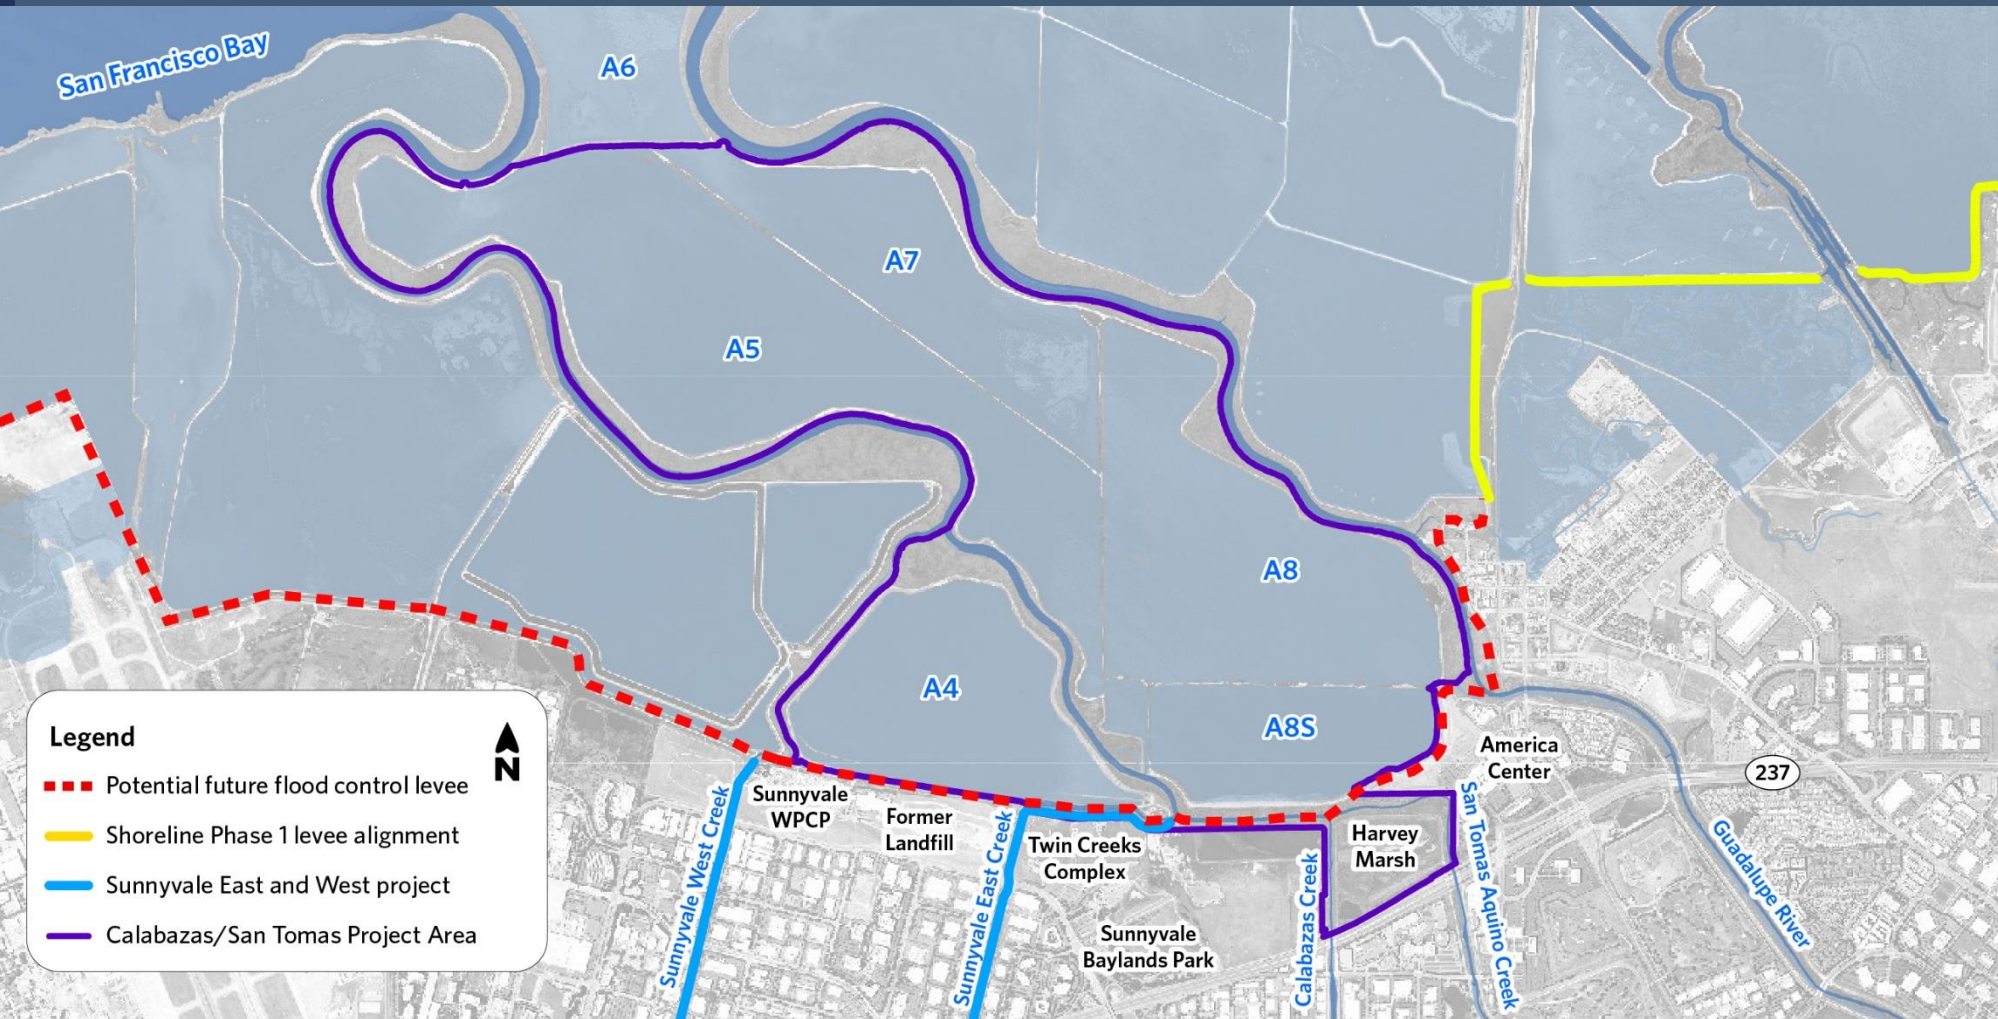 San Francisco Bay
A6
A7
A5
A8
A4
A8S
America
Center
237
Legend
N
Potential future flood control levee
Shoreline Phase 1 levee alignment
Sunnyvale East and West project
Calabazas/San Tomas Project Area
Sunnyvale West Creek
Sunnyvale
WPCP
Former
Landfill
Sunnyvale East Creek
Twin Creeks
Complex
Sunnyvale
Baylands Park
Calabazas Creek
Harvey
Marsh
San Tomas Aquino Creek
Guadalupe River